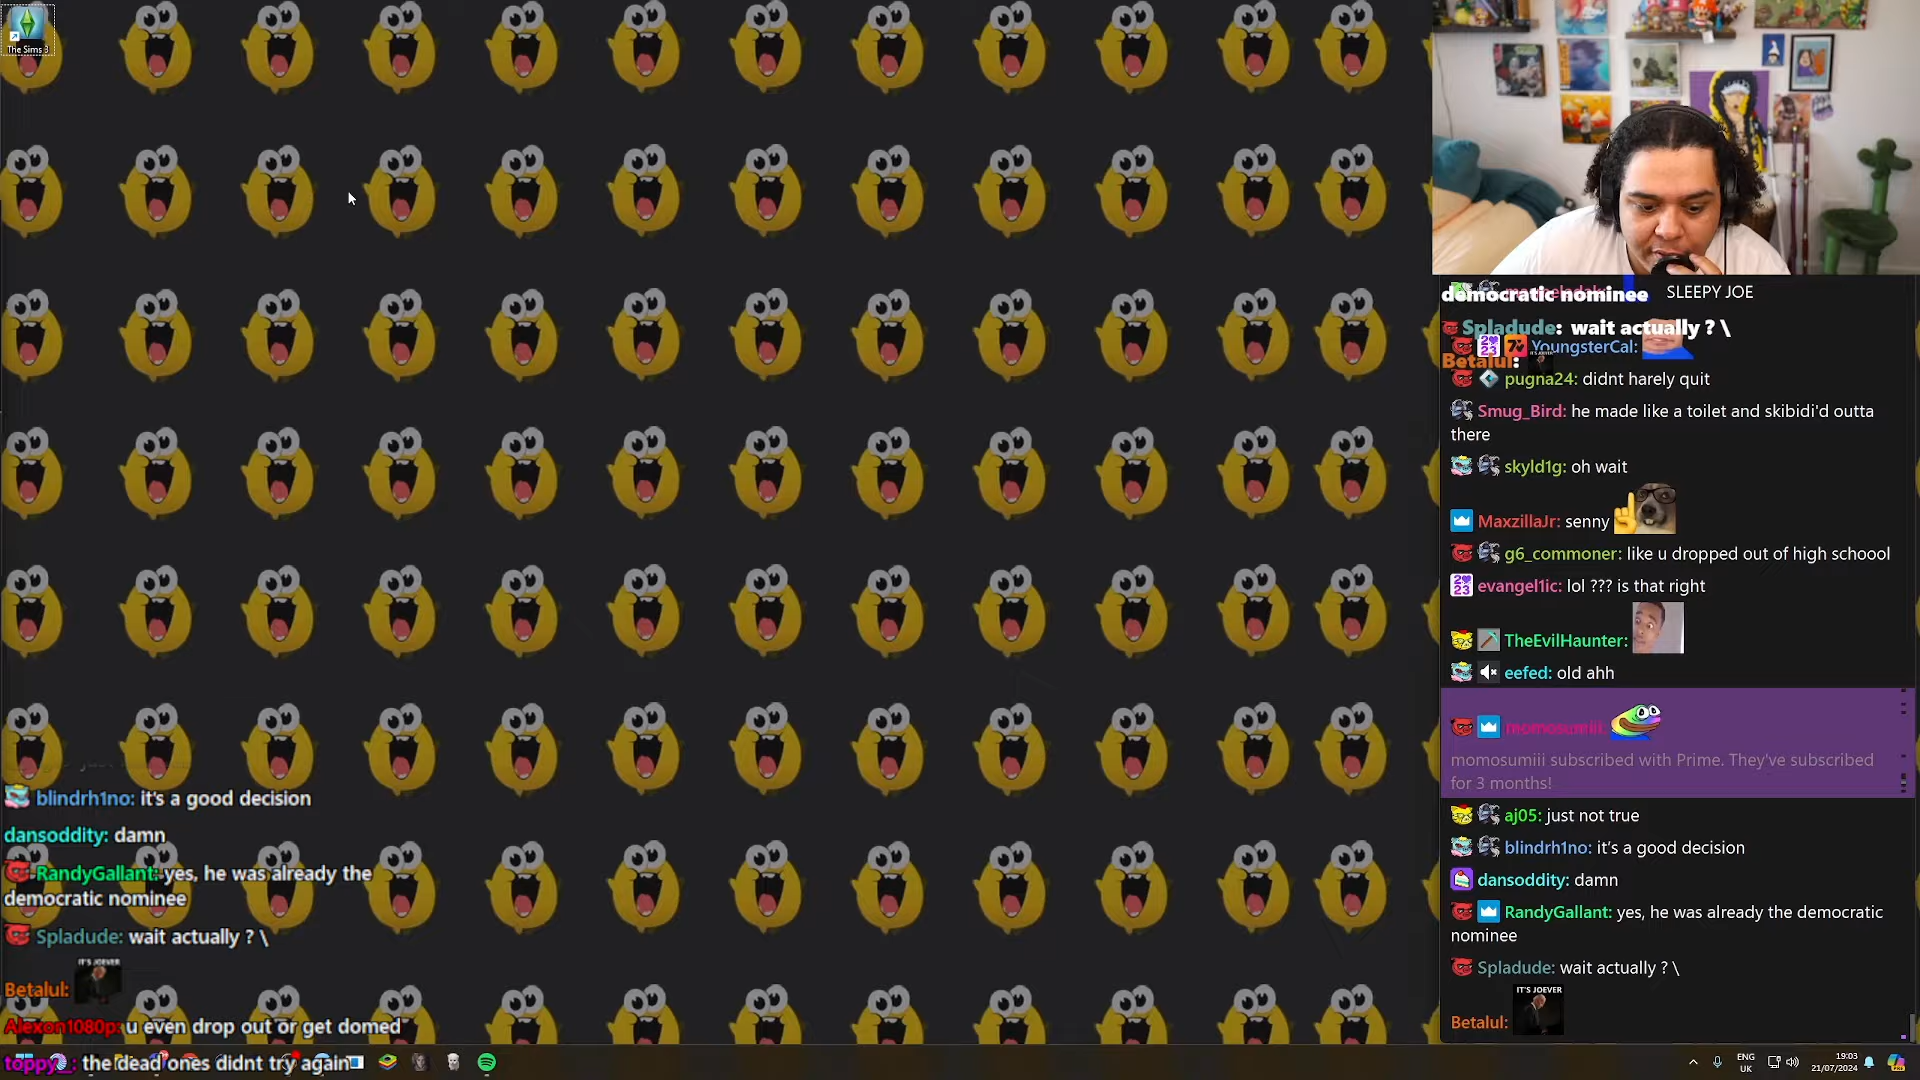 The Sims 3
democratic nominee
SLEEPY JOE
Spladude: wait actually ? \
YoungsterCal:
Betalul:
pugna24: didnt harely quit
Smug_Bird: he made like a toilet and skibidi'd outta
there
skyld1g: oh wait
MaxzillaJr: senny
g6_commoner: like u dropped out of high schoool
evangel1ic: lol ??? is that right
TheEvilHaunter:
eefed: old ahh
momosumiii:
momosumiii subscribed with Prime. They've subscribed
for 3 months!
aj05: just not true
blindrh1no: it's a good decision
dansoddity: damn
RandyGallant: yes, he was already the democratic
nominee
Spladude: wait actually ? \
IT'S JOEVER
Betalul:
blindrh1no: it's a good decision
dansoddity: damn
RandyGallant: yes, he was already the
democratic nominee
Spladude: wait actually ? \
IT'S JOEVER
Betalul:
Alexon1080p: u even drop out or get domed
toppy_: the dead ones didnt try again
ENG
UK
19:03
21/07/2024